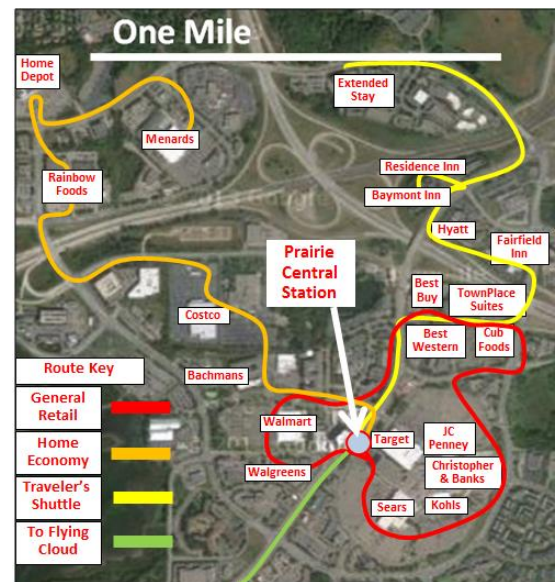 One Mile
Home
Depot
Extended
Stay
Menards
Residence Inn
Rainbow
Foods
Baymont Inn
Hyatt
Fairfield
Inn
Prairie
Central
Station
Best
Buy
TownPlace
Suites
Costco
Best
Western
Cub
Foods
Route Key
Bachmans
General
Retail
Walmart
Target
JC
Penney
Home
Economy
Walgreens
Christopher
& Banks
Traveler's
Shuttle
Sears
Kohls
To Flying
Cloud